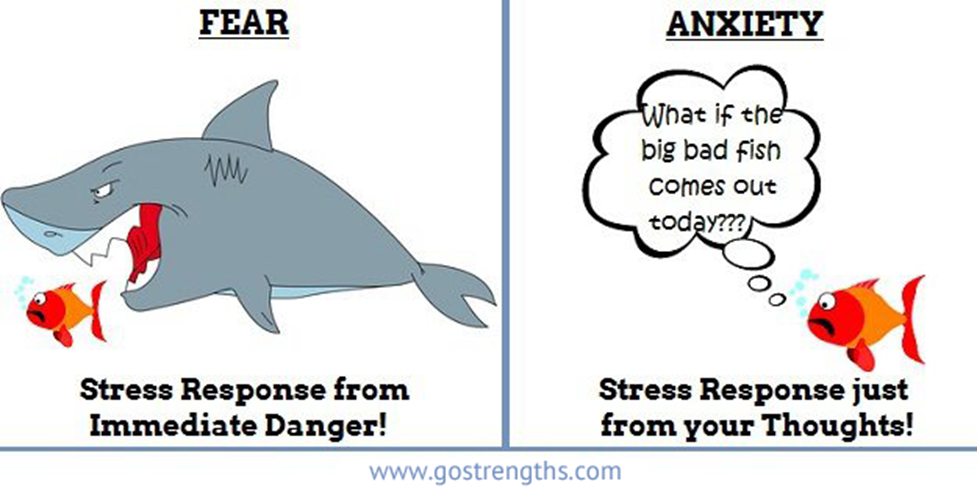 FEAR
Stress Response from
Immediate Danger!
ANXIETY
What if the
big bad fish
comes out
today???
Stress Response just
from your Thoughts!
www.gostrengths.com